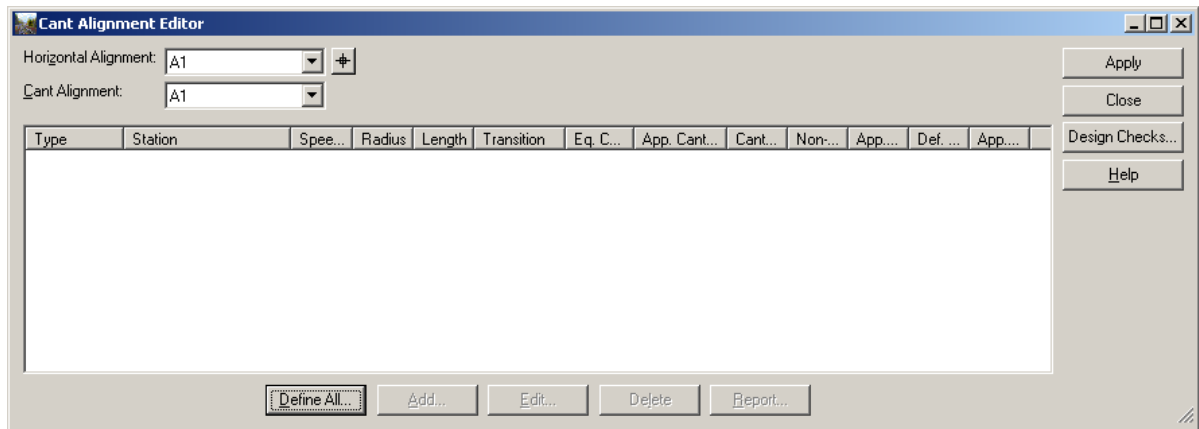 Cant Alignment Editor
Horizontal Alignment: A1
Cant Alignment: A1
Apply
Close
Design Checks...
Help
Type Station Spee... Radius Length Transition Eq. C... App. Cant... Cant... Non-... App.... Def. ... App....
Define All... Add... Edit... Delete Report...